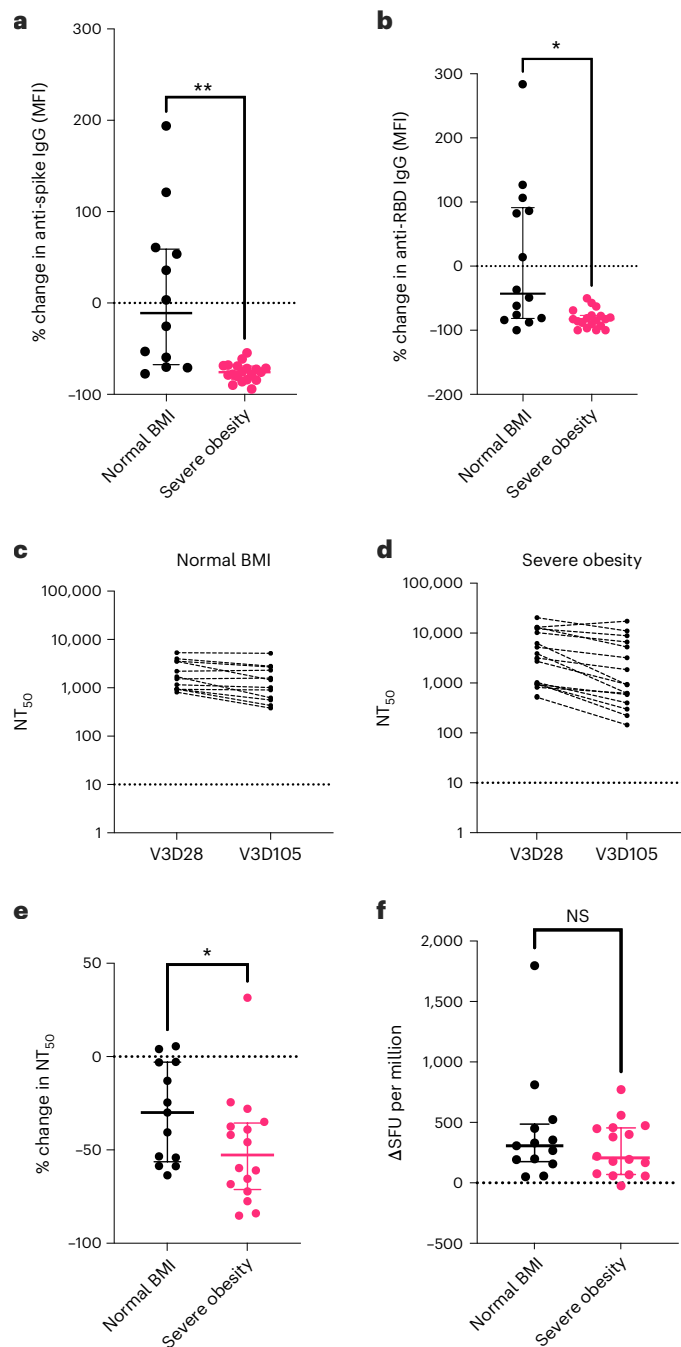 a
% change in anti-spike IgG (MFI)
300
200
100
0
–100
**
Normal BMI
Severe obesity
b
% change in anti-RBD IgG (MFI)
300
200
100
0
–100
–200
*
Normal BMI
Severe obesity
c
Normal BMI
NT50
100,000
10,000
1,000
100
10
1
V3D28
V3D105
d
Severe obesity
NT50
100,000
10,000
1,000
100
10
1
V3D28
V3D105
e
% change in NT50
50
0
–50
–100
*
Normal BMI
Severe obesity
f
ΔSFU per million
2,000
1,500
1,000
500
0
–500
NS
Normal BMI
Severe obesity